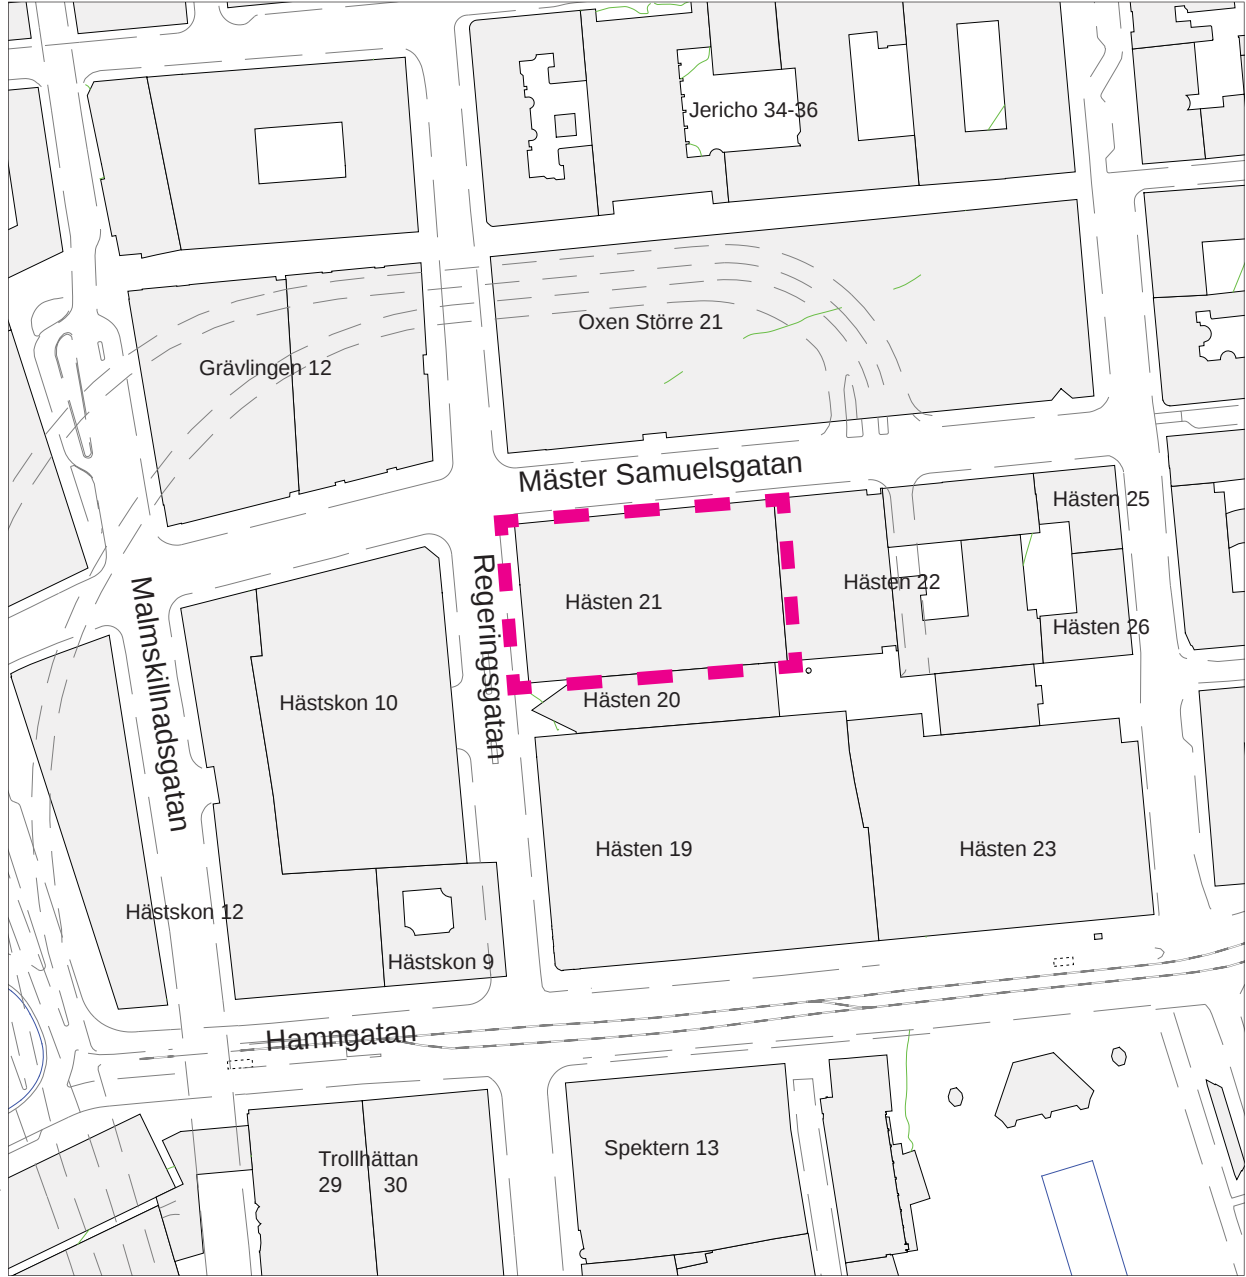 Jericho 34-36
Oxen Större 21
Grävlingen 12
Mäster Samuelsgatan
Hästen 25
Regeringsgatan
Malmskillnadsgatan
Hästen 22
Hästen 21
Hästen 26
Hästskon 10
Hästen 20
Hästen 19
Hästen 23
Hästskon 12
Hästskon 9
Hamngatan
Spektern 13
Trollhättan
29 30